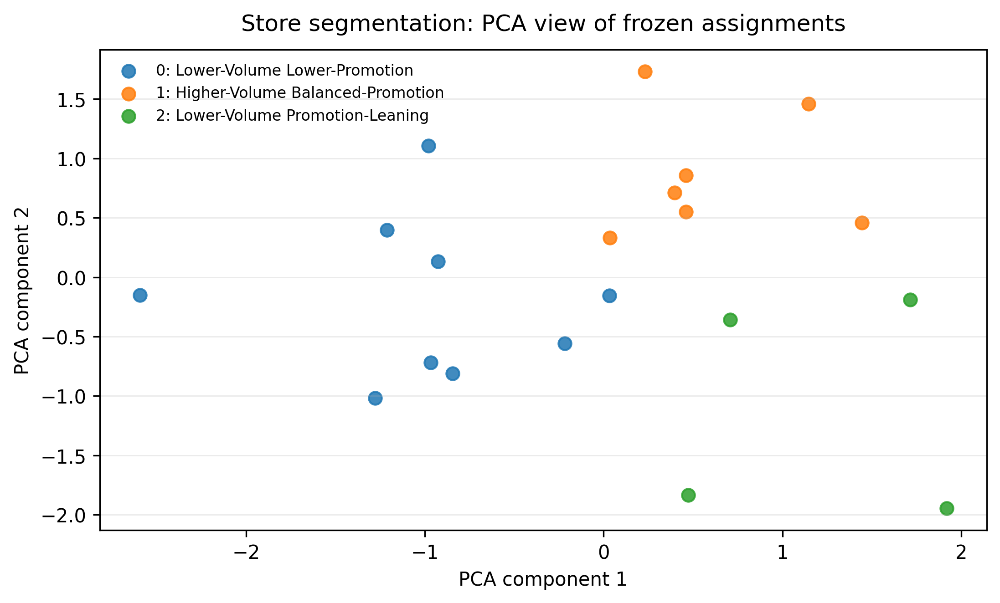 Store segmentation: PCA view of frozen assignments
0: Lower-Volume Lower-Promotion
1: Higher-Volume Balanced-Promotion
2: Lower-Volume Promotion-Leaning
PCA component 2
1.5
1.0
0.5
0.0
−0.5
−1.0
−1.5
−2.0
−2
−1
0
1
2
PCA component 1